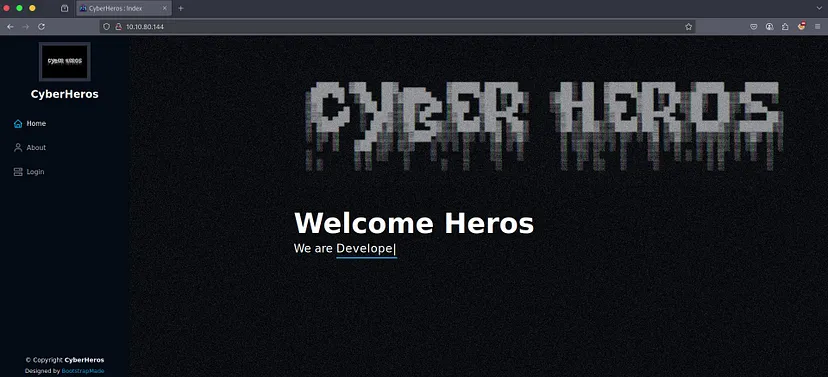 CyberHeros : Index
10.10.80.144
CYBER HEROS
CyberHeros
Home
About
Login
CYBER HEROS
Welcome Heros
We are Develope|
© Copyright CyberHeros
Designed by BootstrapMade